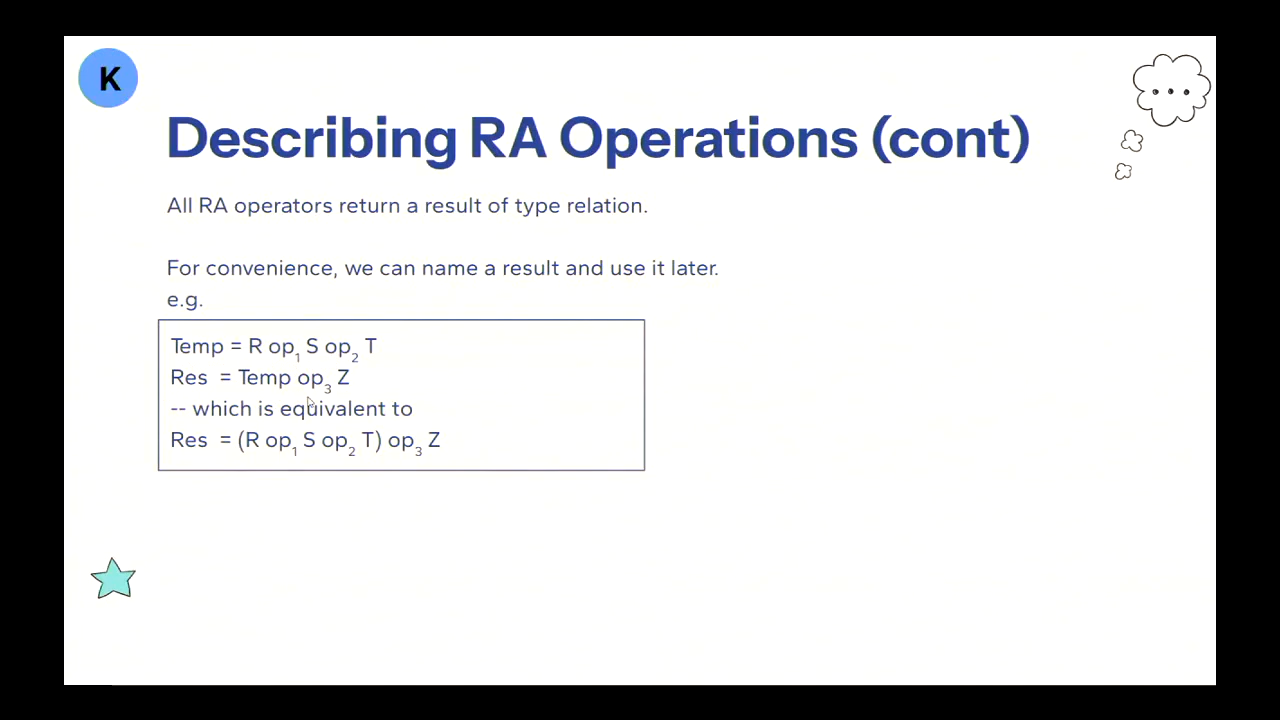 K
Describing RA Operations (cont)
All RA operators return a result of type relation.
For convenience, we can name a result and use it later.
e.g.
Temp = R op₁ S op₂ T
Res = Temp op₃ Z
-- which is equivalent to
Res = (R op₁ S op₂ T) op₃ Z